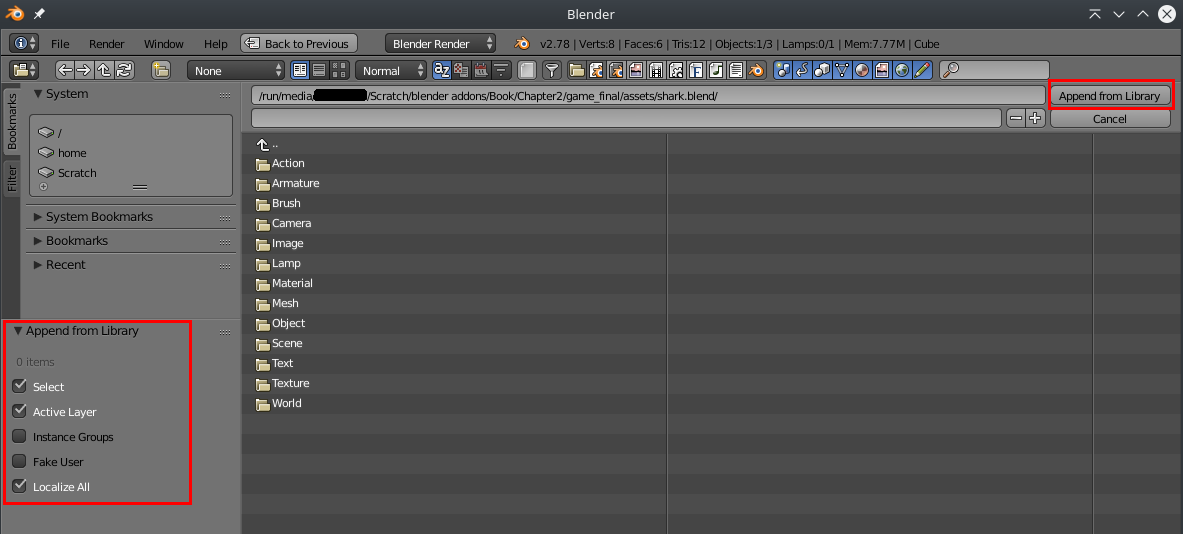 Blender
File Render Window Help Back to Previous Blender Render v2.78 | Verts:8 | Faces:6 | Tris:12 | Objects:1/3 | Lamps:0/1 | Mem:7.77M | Cube
None Normal az
Bookmarks
Filter
System
/
home
Scratch
System Bookmarks
Bookmarks
Recent
Append from Library
0 items
Select
Active Layer
Instance Groups
Fake User
Localize All
/run/media/ /Scratch/blender addons/Book/Chapter2/game_final/assets/shark.blend/
Append from Library
Cancel
..
Action
Armature
Brush
Camera
Image
Lamp
Material
Mesh
Object
Scene
Text
Texture
World